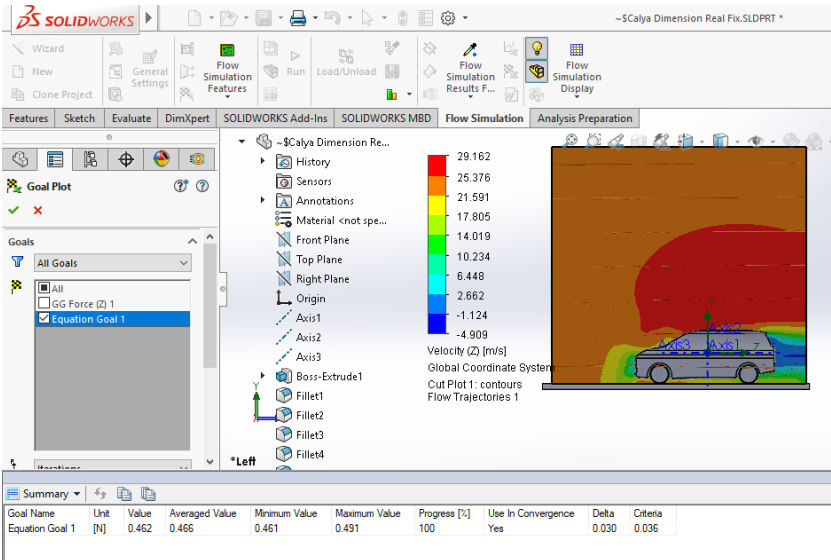 SOLIDWORKS
~$Calya Dimension Real Fix.SLDPRT *
Wizard
New
Clone Project
General Settings
Flow Simulation Features
Run
Load/Unload
Flow Simulation Results F...
Flow Simulation Display
Features Sketch Evaluate DimXpert SOLIDWORKS Add-Ins SOLIDWORKS MBD Flow Simulation Analysis Preparation
Goal Plot
Goals
All Goals
All
GG Force (Z) 1
Equation Goal 1
Iterations
~$Calya Dimension Re...
History
Sensors
Annotations
Material <not spe...
Front Plane
Top Plane
Right Plane
Origin
Axis1
Axis2
Axis3
Boss-Extrude1
Fillet1
Fillet2
Fillet3
Fillet4
*Left
Y
Z
29.162
25.376
21.591
17.805
14.019
10.234
6.448
2.662
-1.124
-4.909
Velocity (Z) [m/s]
Global Coordinate System
Cut Plot 1: contours
Flow Trajectories 1
Y
Axis2
Axis3 Axis1 Z
Summary
Goal Name Unit Value Averaged Value Minimum Value Maximum Value Progress [%] Use In Convergence Delta Criteria
Equation Goal 1 [N] 0.462 0.466 0.461 0.491 100 Yes 0.030 0.036